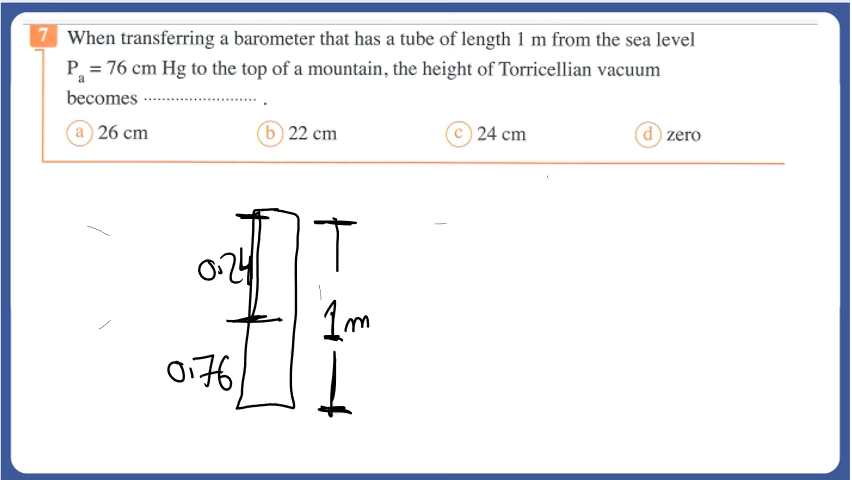 7 When transferring a barometer that has a tube of length 1 m from the sea level
Pa = 76 cm Hg to the top of a mountain, the height of Torricellian vacuum
becomes .......................... .
a 26 cm b 22 cm c 24 cm d zero
0.24
1m
0.76